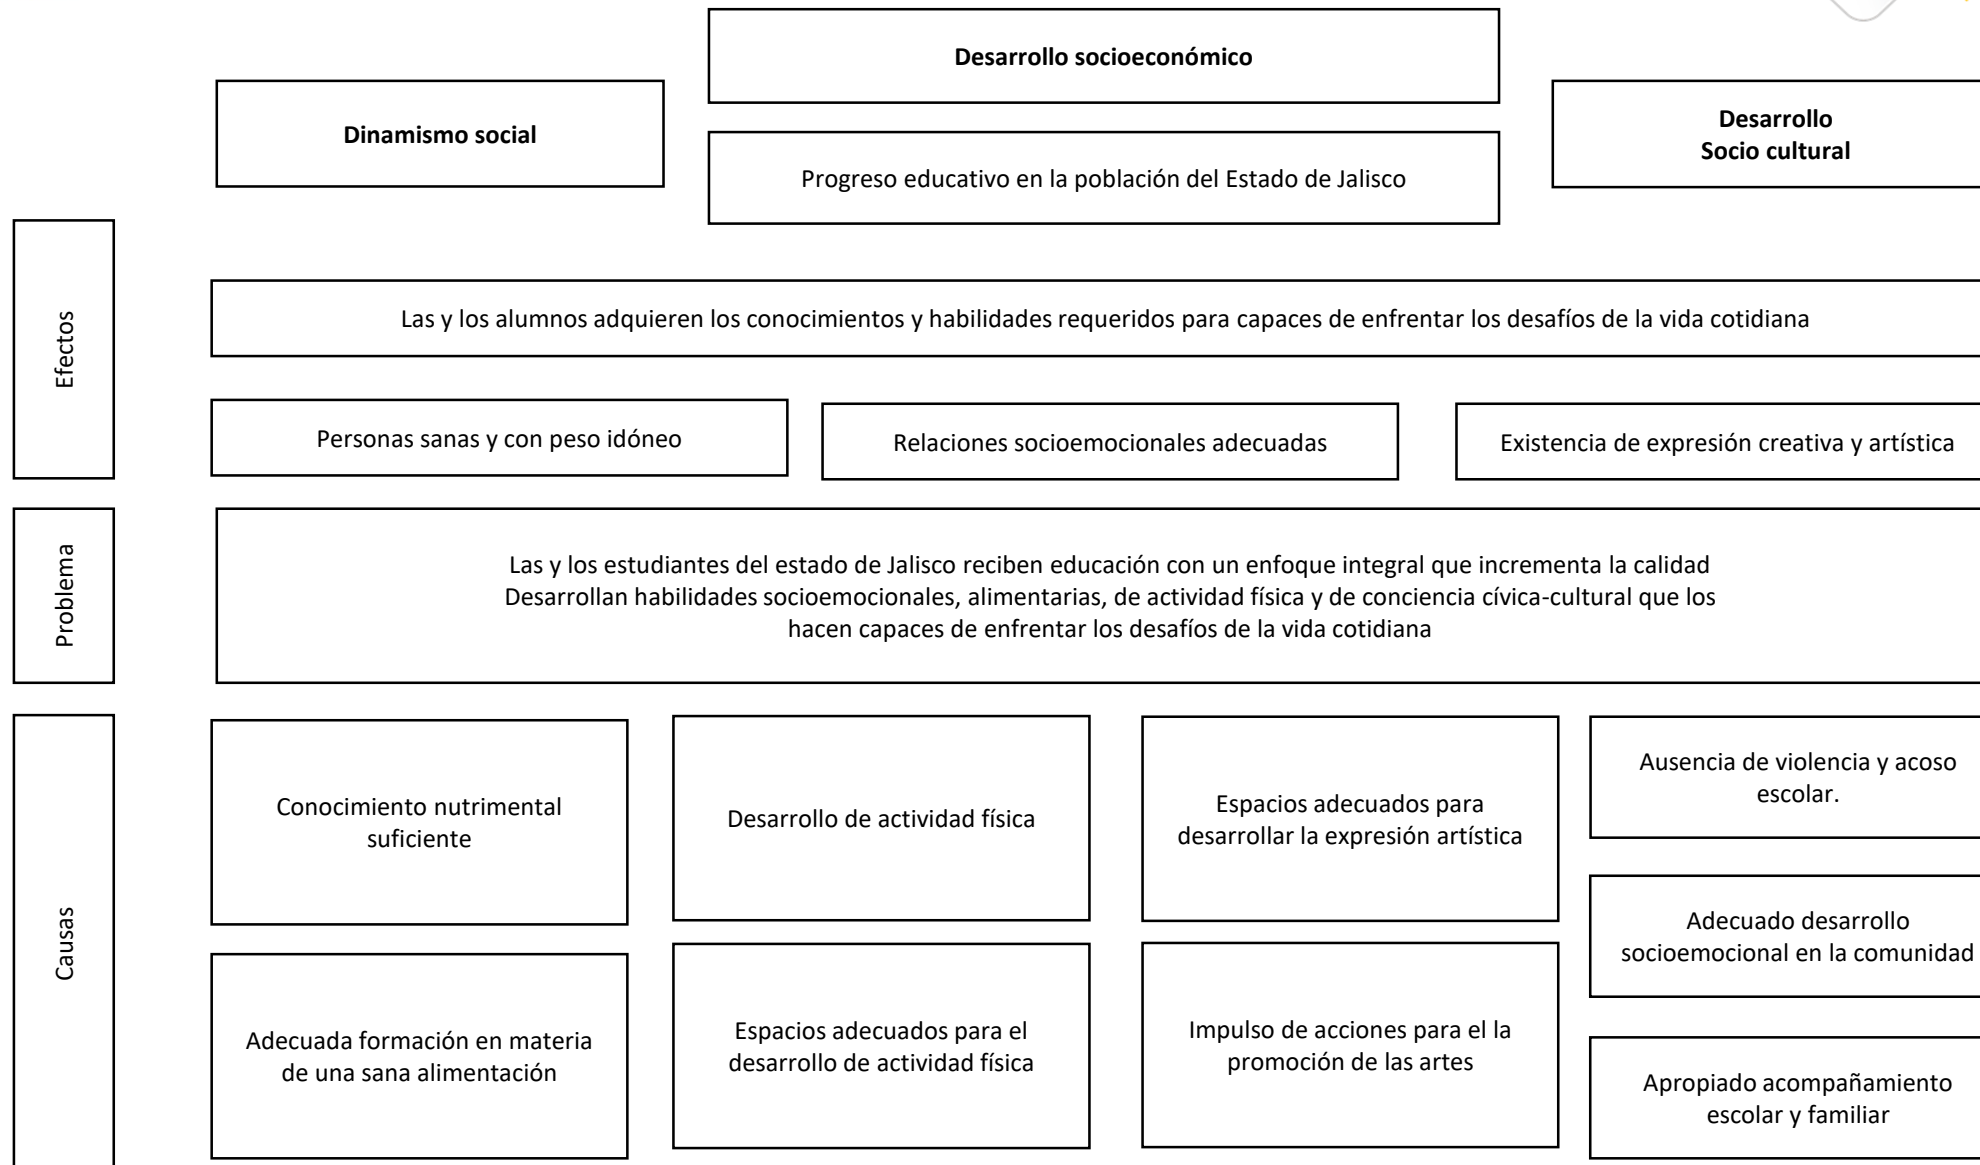 Desarrollo socioeconómico
Dinamismo social
Desarrollo
Socio cultural
Progreso educativo en la población del Estado de Jalisco
Efectos
Las y los alumnos adquieren los conocimientos y habilidades requeridos para capaces de enfrentar los desafíos de la vida cotidiana
Personas sanas y con peso idóneo
Relaciones socioemocionales adecuadas
Existencia de expresión creativa y artística
Problema
Las y los estudiantes del estado de Jalisco reciben educación con un enfoque integral que incrementa la calidad
Desarrollan habilidades socioemocionales, alimentarias, de actividad física y de conciencia cívica-cultural que los
hacen capaces de enfrentar los desafíos de la vida cotidiana
Causas
Conocimiento nutrimental
suficiente
Desarrollo de actividad física
Espacios adecuados para
desarrollar la expresión artística
Ausencia de violencia y acoso
escolar.
Adecuado desarrollo
socioemocional en la comunidad
Adecuada formación en materia
de una sana alimentación
Espacios adecuados para el
desarrollo de actividad física
Impulso de acciones para el la
promoción de las artes
Apropiado acompañamiento
escolar y familiar